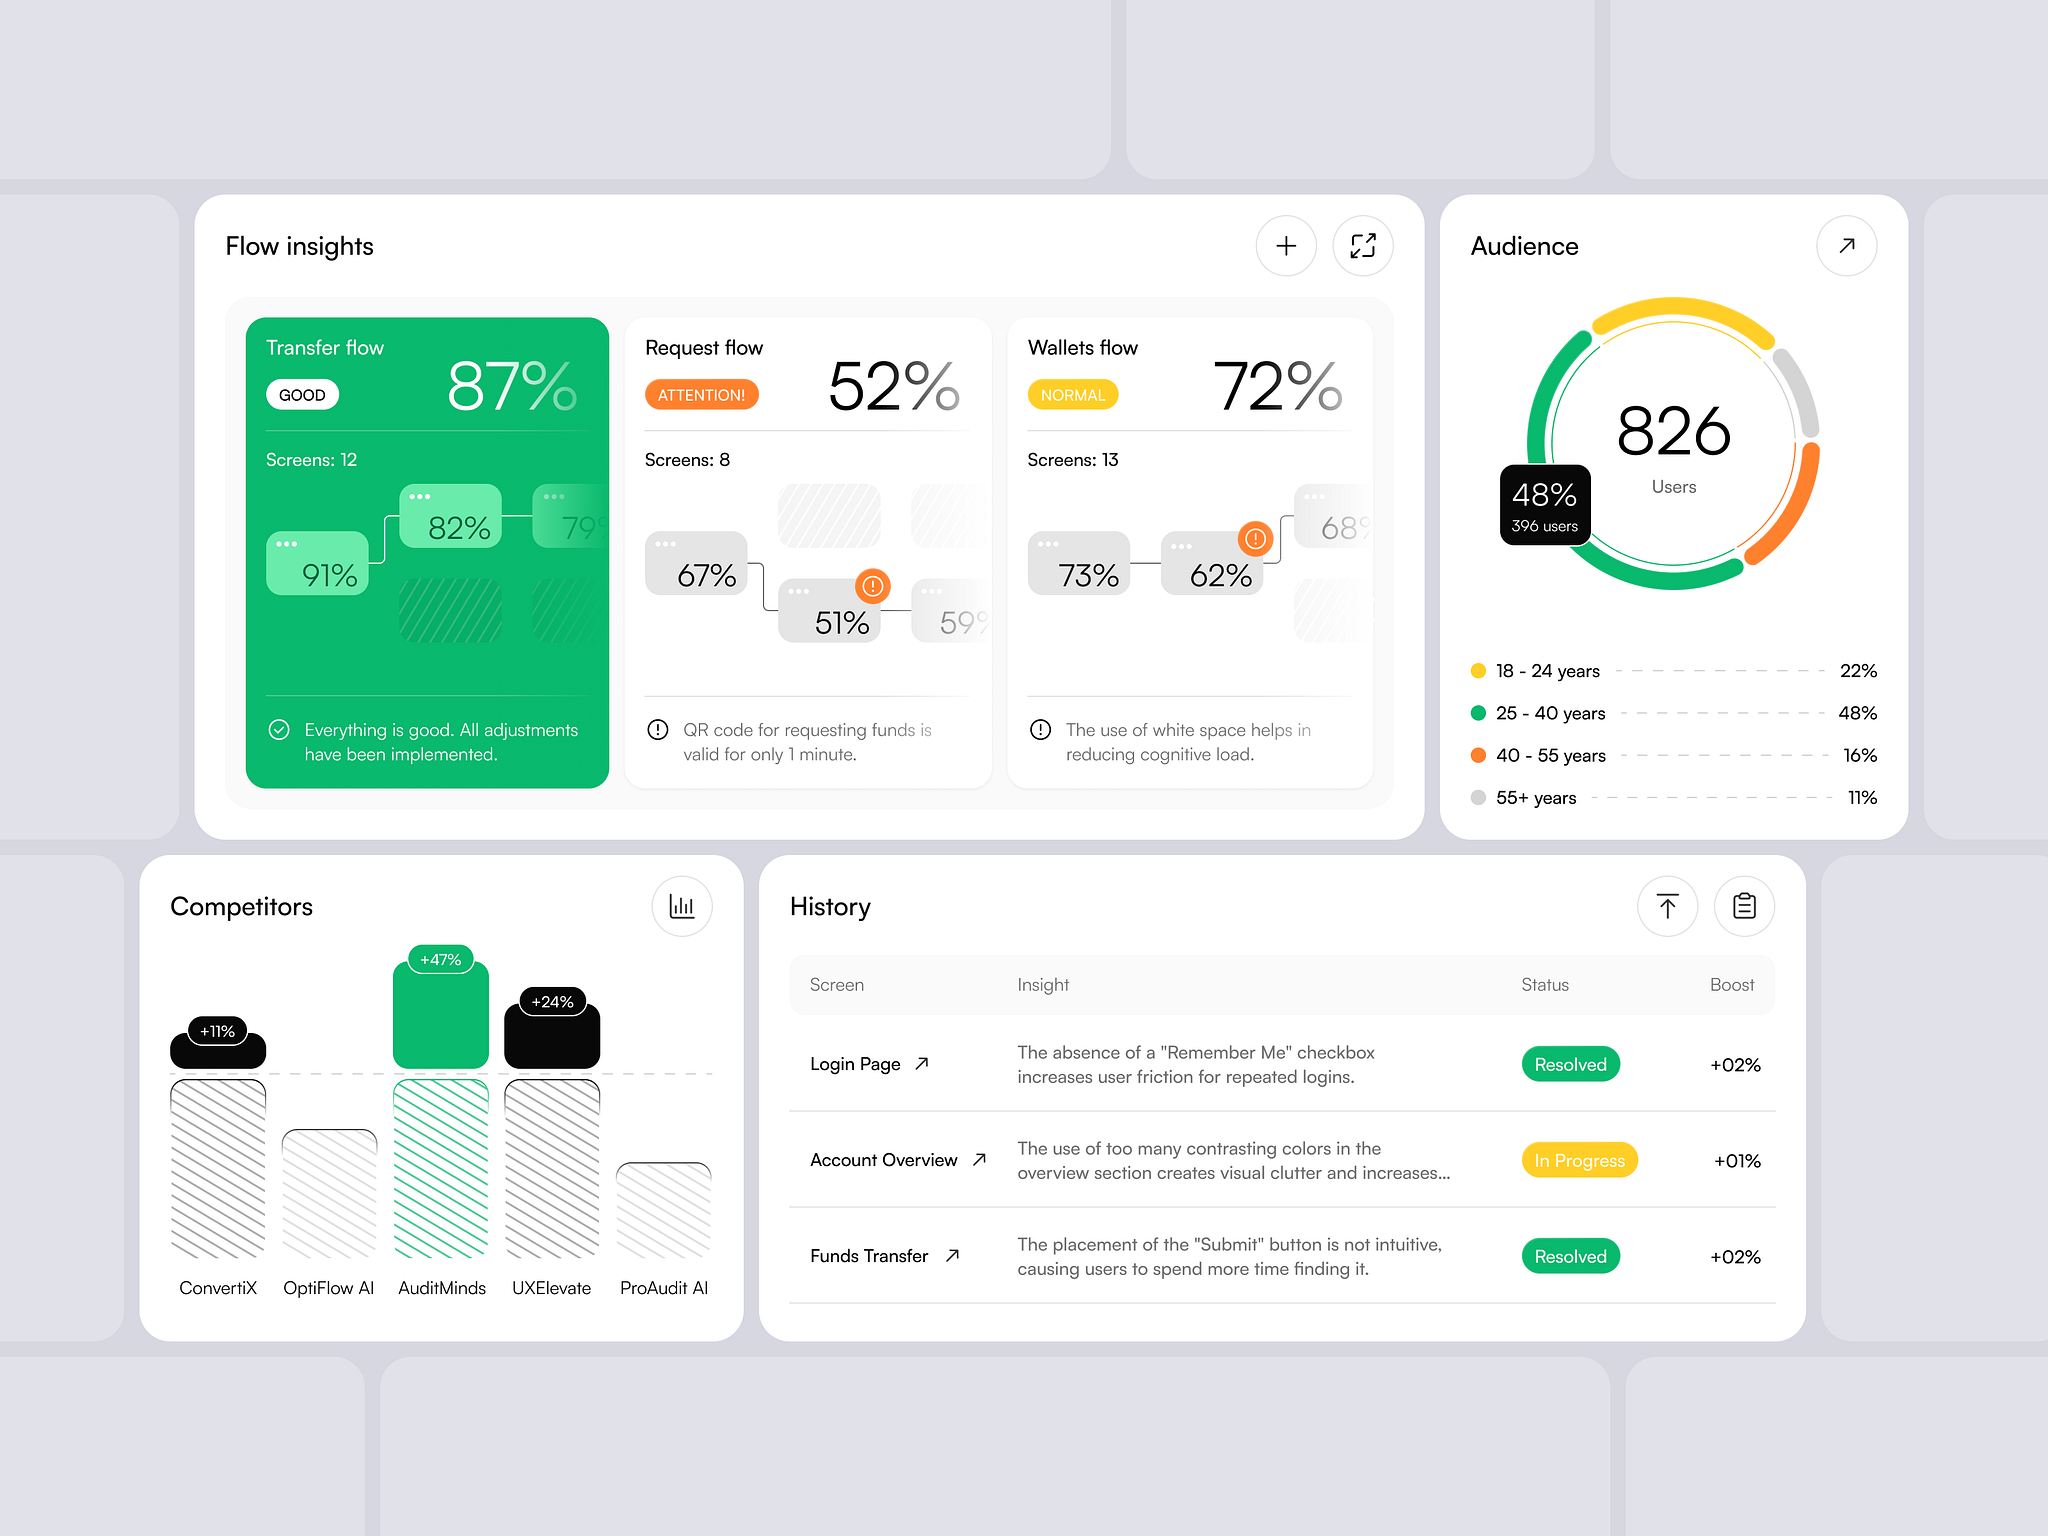 Flow insights
Transfer flow
GOOD
87%
Screens: 12
91%
82%
79%
Everything is good. All adjustments
have been implemented.
Request flow
ATTENTION!
52%
Screens: 8
67%
51%
59%
QR code for requesting funds is
valid for only 1 minute.
Wallets flow
NORMAL
72%
Screens: 13
73%
62%
68%
The use of white space helps in
reducing cognitive load.
Audience
826
Users
48%
396 users
18 - 24 years 22%
25 - 40 years 48%
40 - 55 years 16%
55+ years 11%
Competitors
+11%
+47%
+24%
ConvertiX OptiFlow AI AuditMinds UXElevate ProAudit AI
History
Screen Insight Status Boost
Login Page
The absence of a "Remember Me" checkbox
increases user friction for repeated logins.
Resolved
+02%
Account Overview
The use of too many contrasting colors in the
overview section creates visual clutter and increases...
In Progress
+01%
Funds Transfer
The placement of the "Submit" button is not intuitive,
causing users to spend more time finding it.
Resolved
+02%